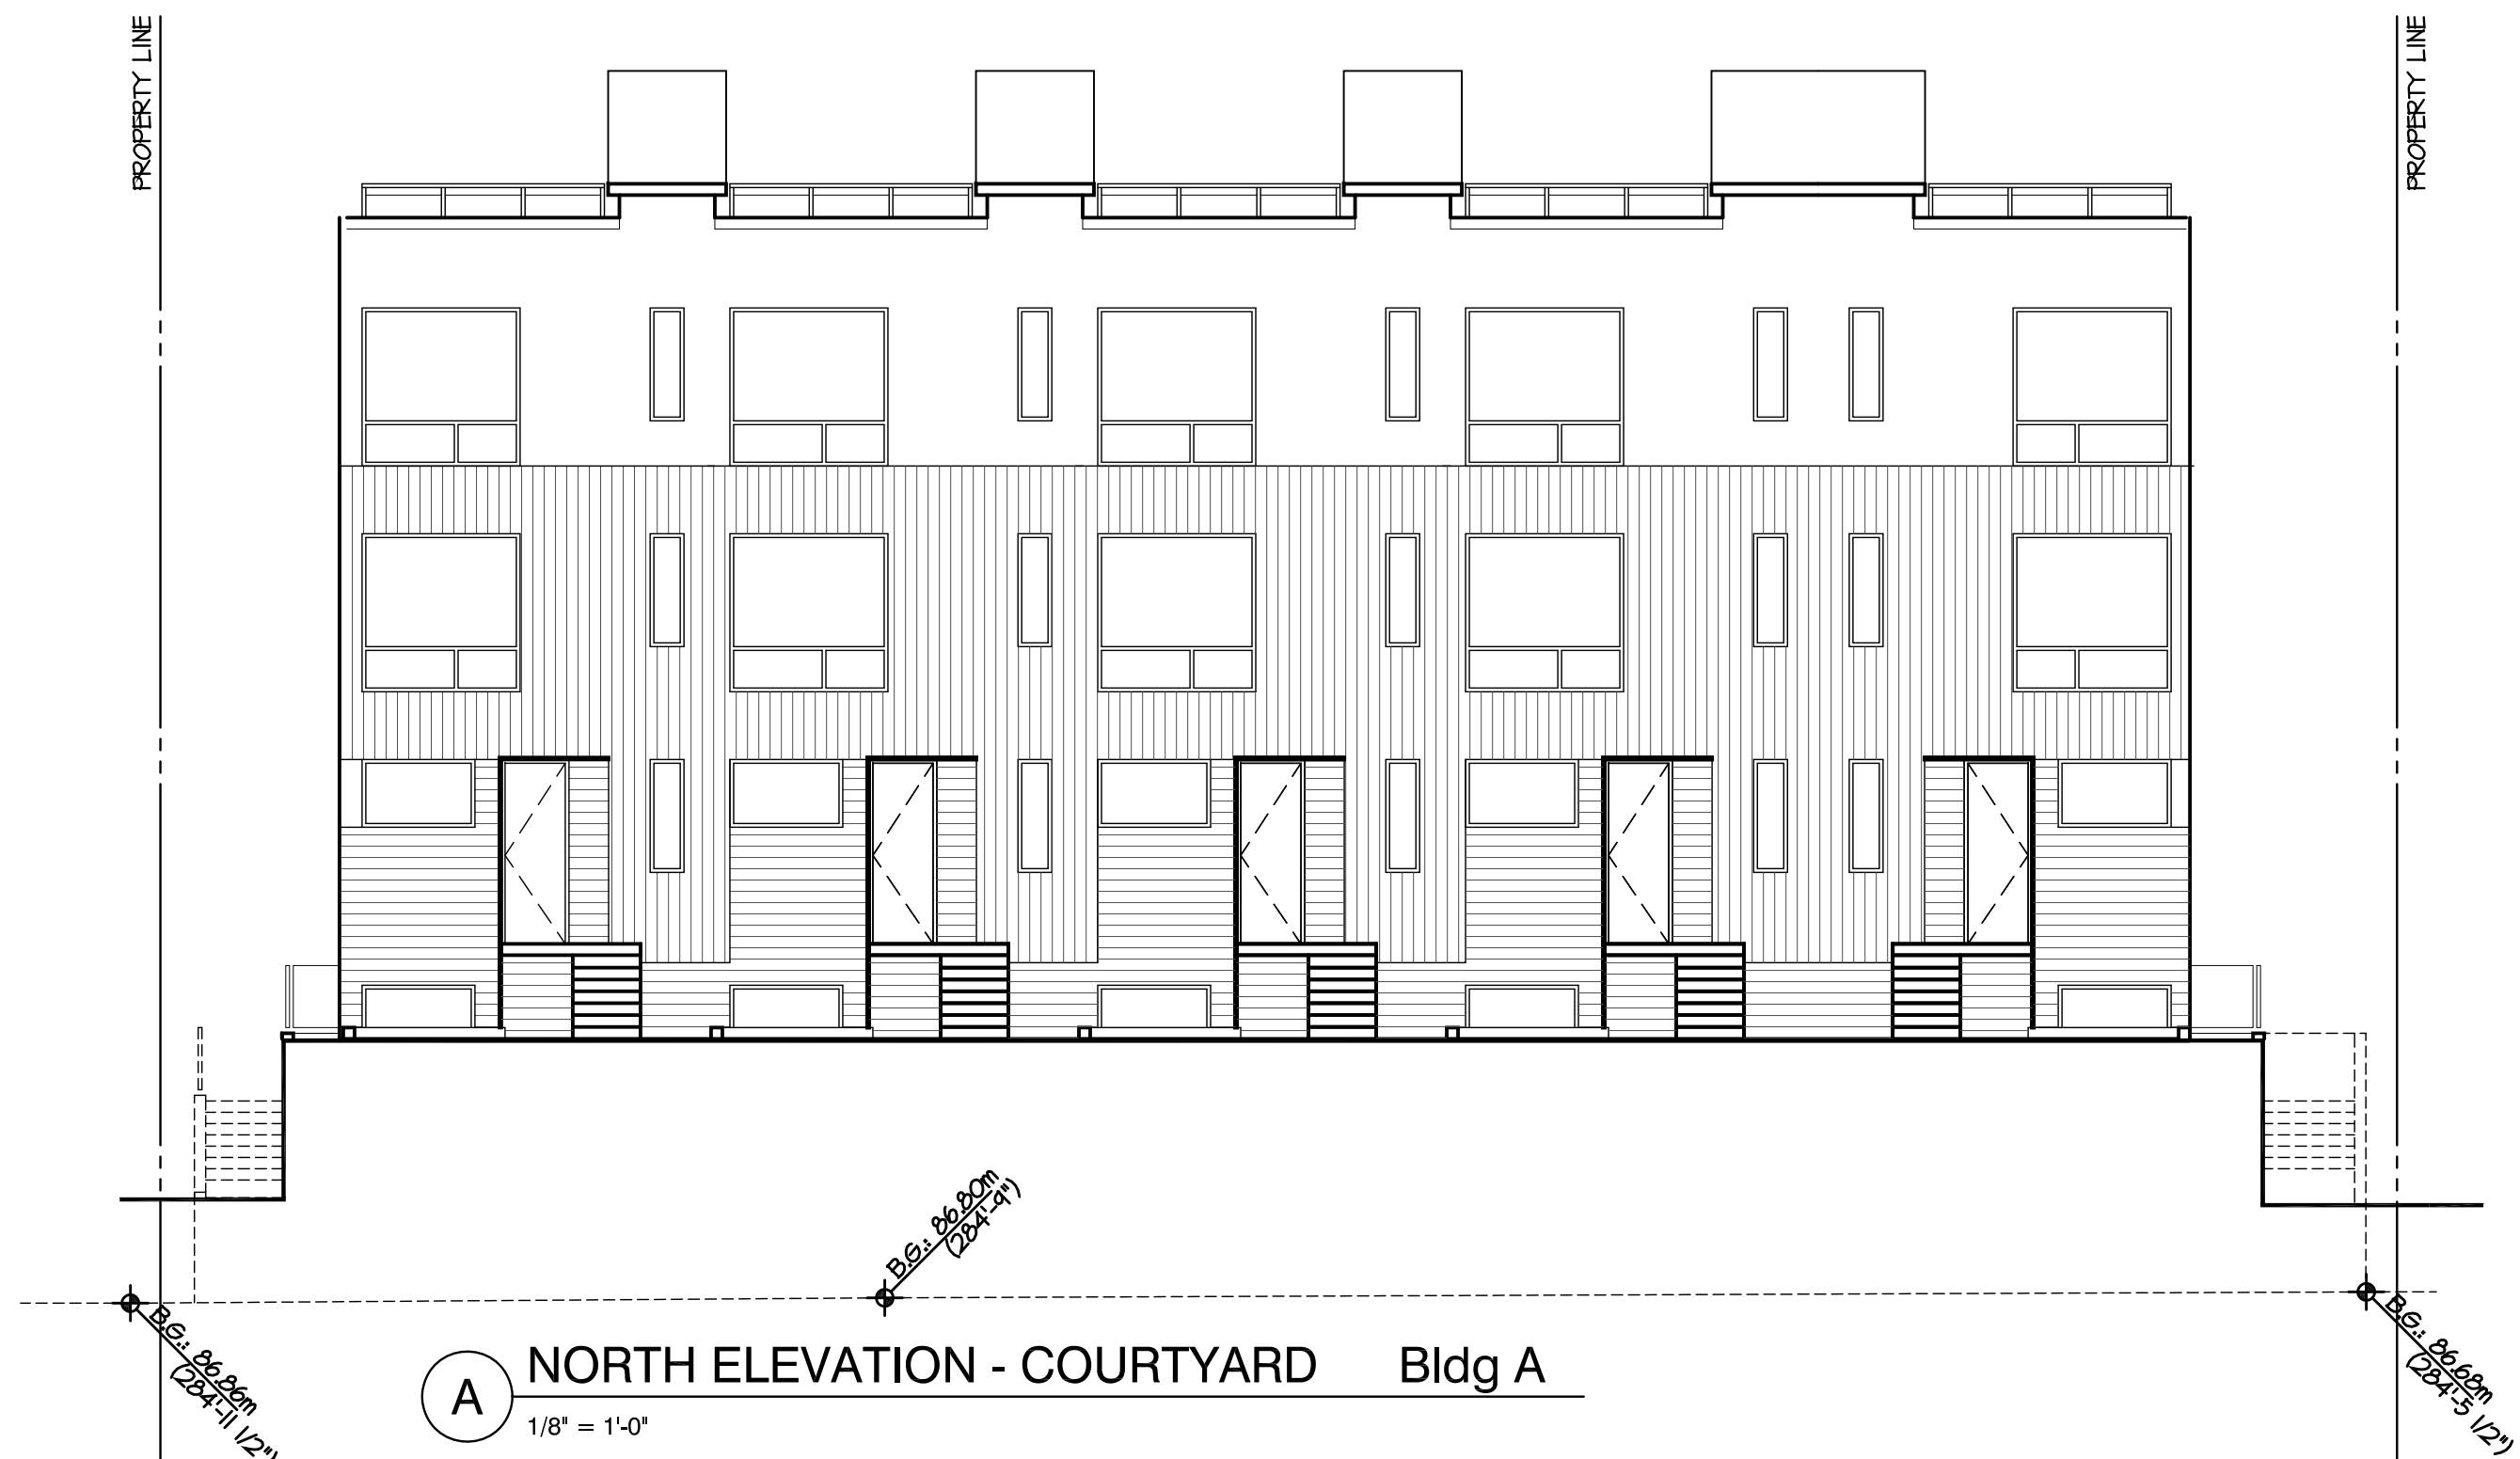 PROPERTY LINE
PROPERTY LINE
B.G.: 86.80m
(284'-9")
B.G.: 86.86m
(284'-11 1/2")
B.G.: 86.68m
(284'-5 1/2")
A
NORTH ELEVATION - COURTYARD Bldg A
1/8" = 1'-0"